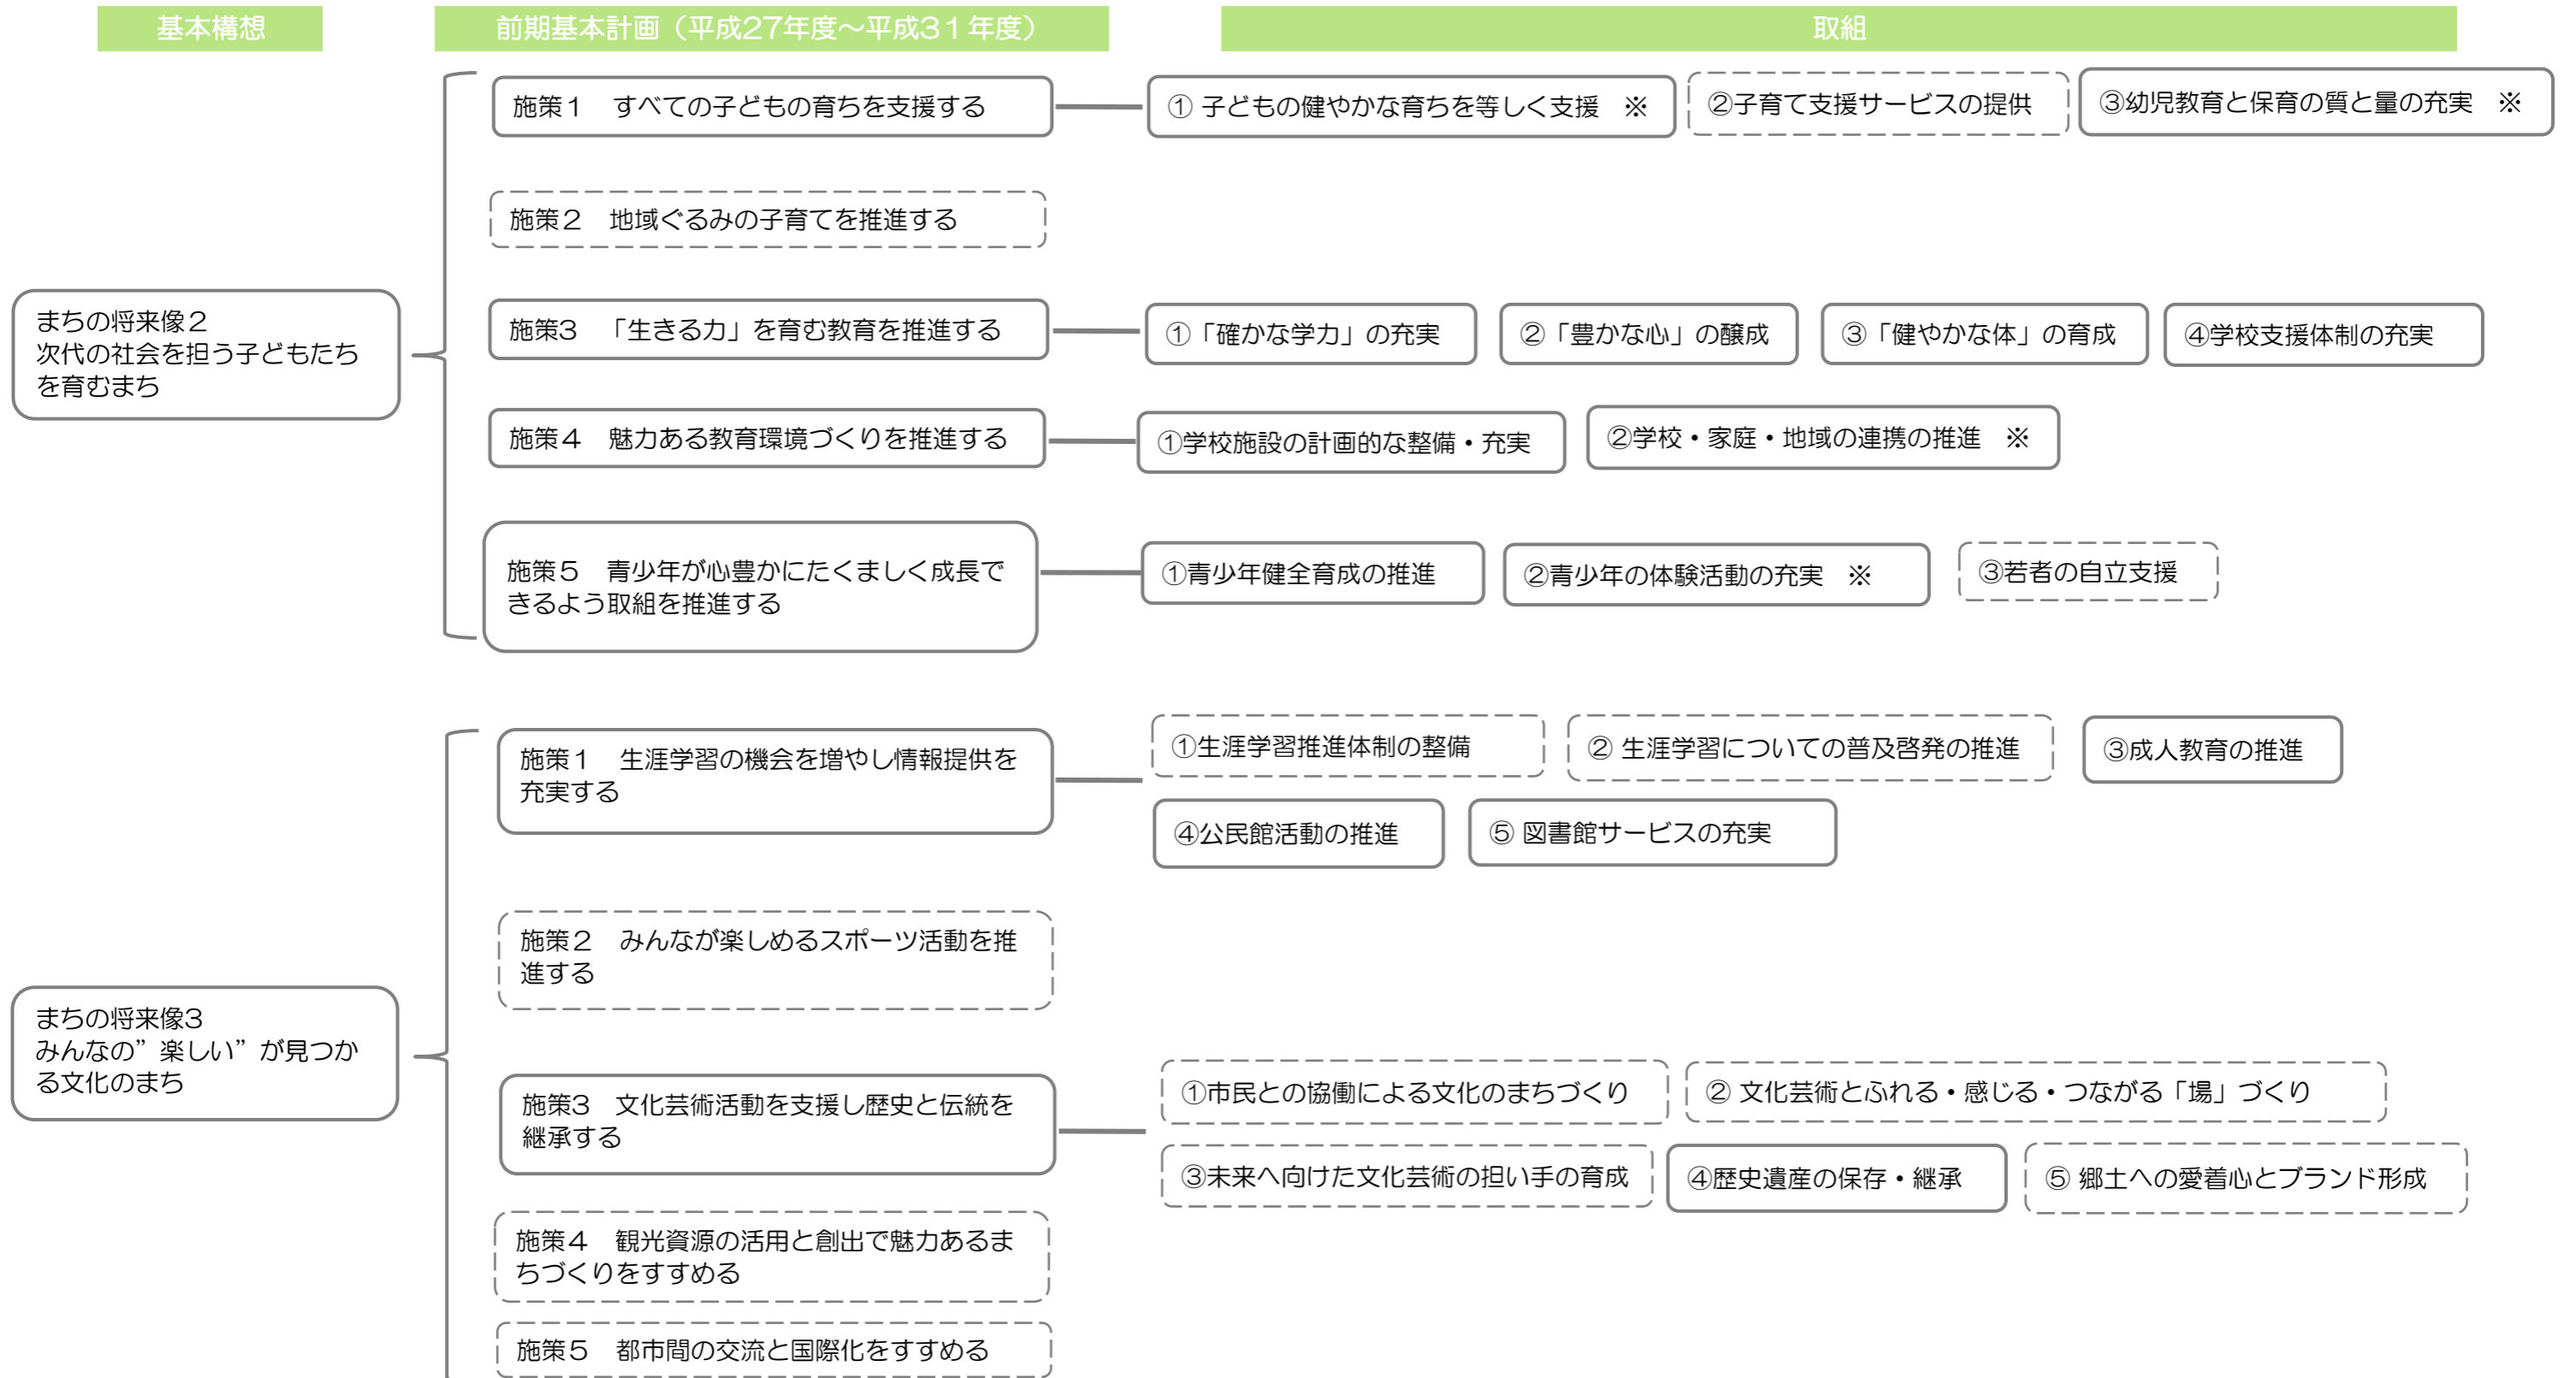 基本構想
前期基本計画（平成27年度～平成31年度）
取組
まちの将来像２
次代の社会を担う子どもたち
を育むまち
施策１　すべての子どもの育ちを支援する
① 子どもの健やかな育ちを等しく支援　※
②子育て支援サービスの提供
③幼児教育と保育の質と量の充実　※
施策２　地域ぐるみの子育てを推進する
施策3　「生きる力」を育む教育を推進する
①「確かな学力」の充実
②「豊かな心」の醸成
③「健やかな体」の育成
④学校支援体制の充実
施策４　魅力ある教育環境づくりを推進する
①学校施設の計画的な整備・充実
②学校・家庭・地域の連携の推進　※
施策５　青少年が心豊かにたくましく成長で
きるよう取組を推進する
①青少年健全育成の推進
②青少年の体験活動の充実　※
③若者の自立支援
まちの将来像3
みんなの”楽しい”が見つか
る文化のまち
施策１　生涯学習の機会を増やし情報提供を
充実する
①生涯学習推進体制の整備
② 生涯学習についての普及啓発の推進
③成人教育の推進
④公民館活動の推進
⑤ 図書館サービスの充実
施策２　みんなが楽しめるスポーツ活動を推
進する
施策3　文化芸術活動を支援し歴史と伝統を
継承する
①市民との協働による文化のまちづくり
② 文化芸術とふれる・感じる・つながる「場」づくり
③未来へ向けた文化芸術の担い手の育成
④歴史遺産の保存・継承
⑤ 郷土への愛着心とブランド形成
施策４　観光資源の活用と創出で魅力あるま
ちづくりをすすめる
施策５　都市間の交流と国際化をすすめる